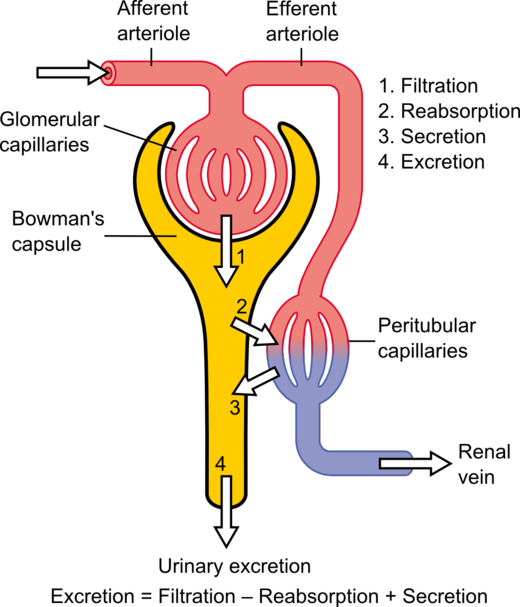 Afferent
arteriole
Efferent
arteriole
1. Filtration
2. Reabsorption
3. Secretion
4. Excretion
Glomerular
capillaries
Bowman's
capsule
1
2
Peritubular
capillaries
3
4
Renal
vein
Urinary excretion
Excretion = Filtration – Reabsorption + Secretion